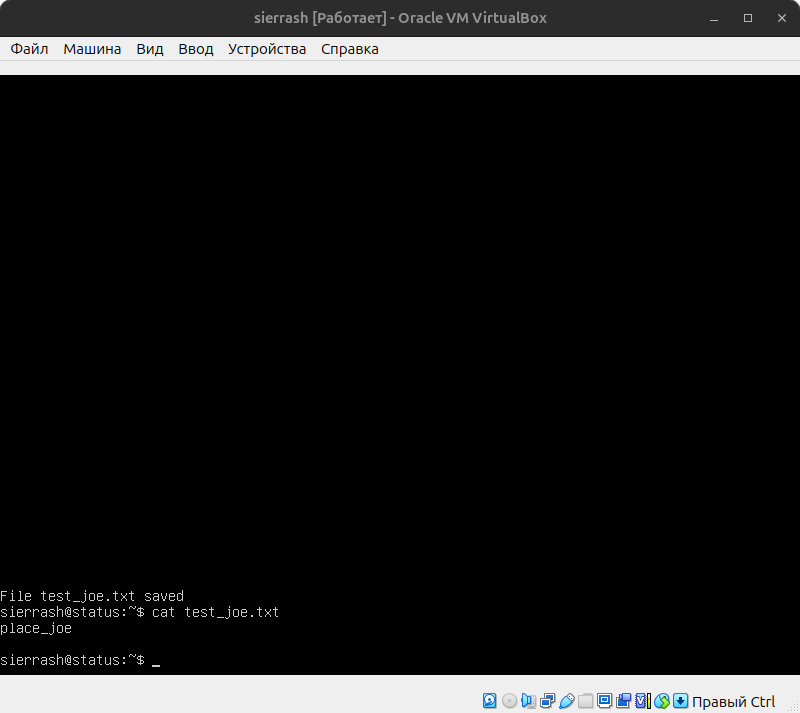 sierrash [Работает] - Oracle VM VirtualBox
Файл Машина Вид Ввод Устройства Справка
File test_joe.txt saved
sierrash@status:~$ cat test_joe.txt
place_joe
sierrash@status:~$ _
Правый Ctrl